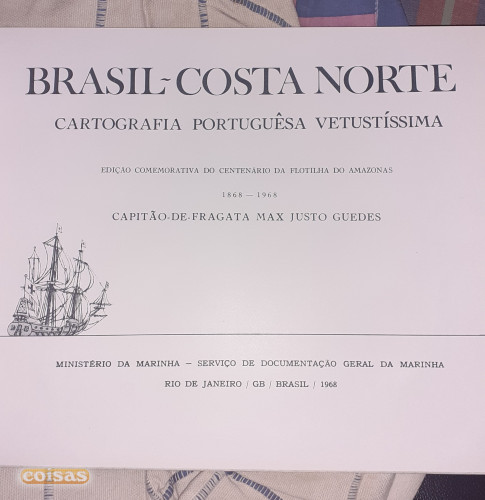 BRASIL-COSTA NORTE
CARTOGRAFIA PORTUGUÊSA VETUSTÍSSIMA
EDIÇÃO COMEMORATIVA DO CENTENÁRIO DA FLOTILHA DO AMAZONAS
1868 — 1968
CAPITÃO-DE-FRAGATA MAX JUSTO GUEDES
MINISTÉRIO DA MARINHA — SERVIÇO DE DOCUMENTAÇÃO GERAL DA MARINHA
RIO DE JANEIRO / GB / BRASIL / 1968
coisas